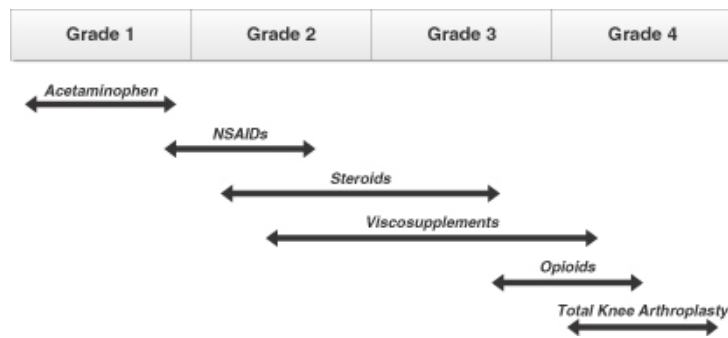 Grade 1 Grade 2 Grade 3 Grade 4
Acetaminophen
NSAIDs
Steroids
Viscosupplements
Opioids
Total Knee Arthroplasty